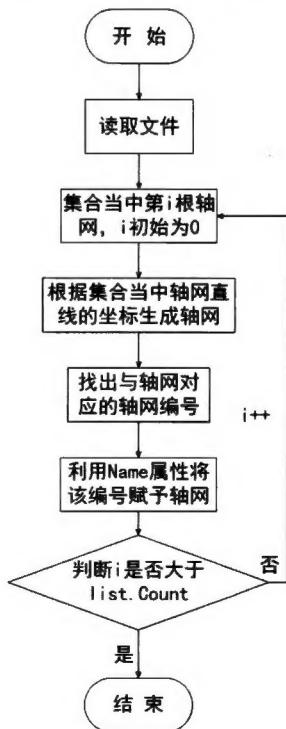 开 始
读取文件
集合当中第i根轴
网, i初始为0
根据集合当中轴网直
线的坐标生成轴网
找出与轴网对
应的轴网编号
i++
利用Name属性将
该编号赋予轴网
判断i是否大于
list.Count
否
是
结 束